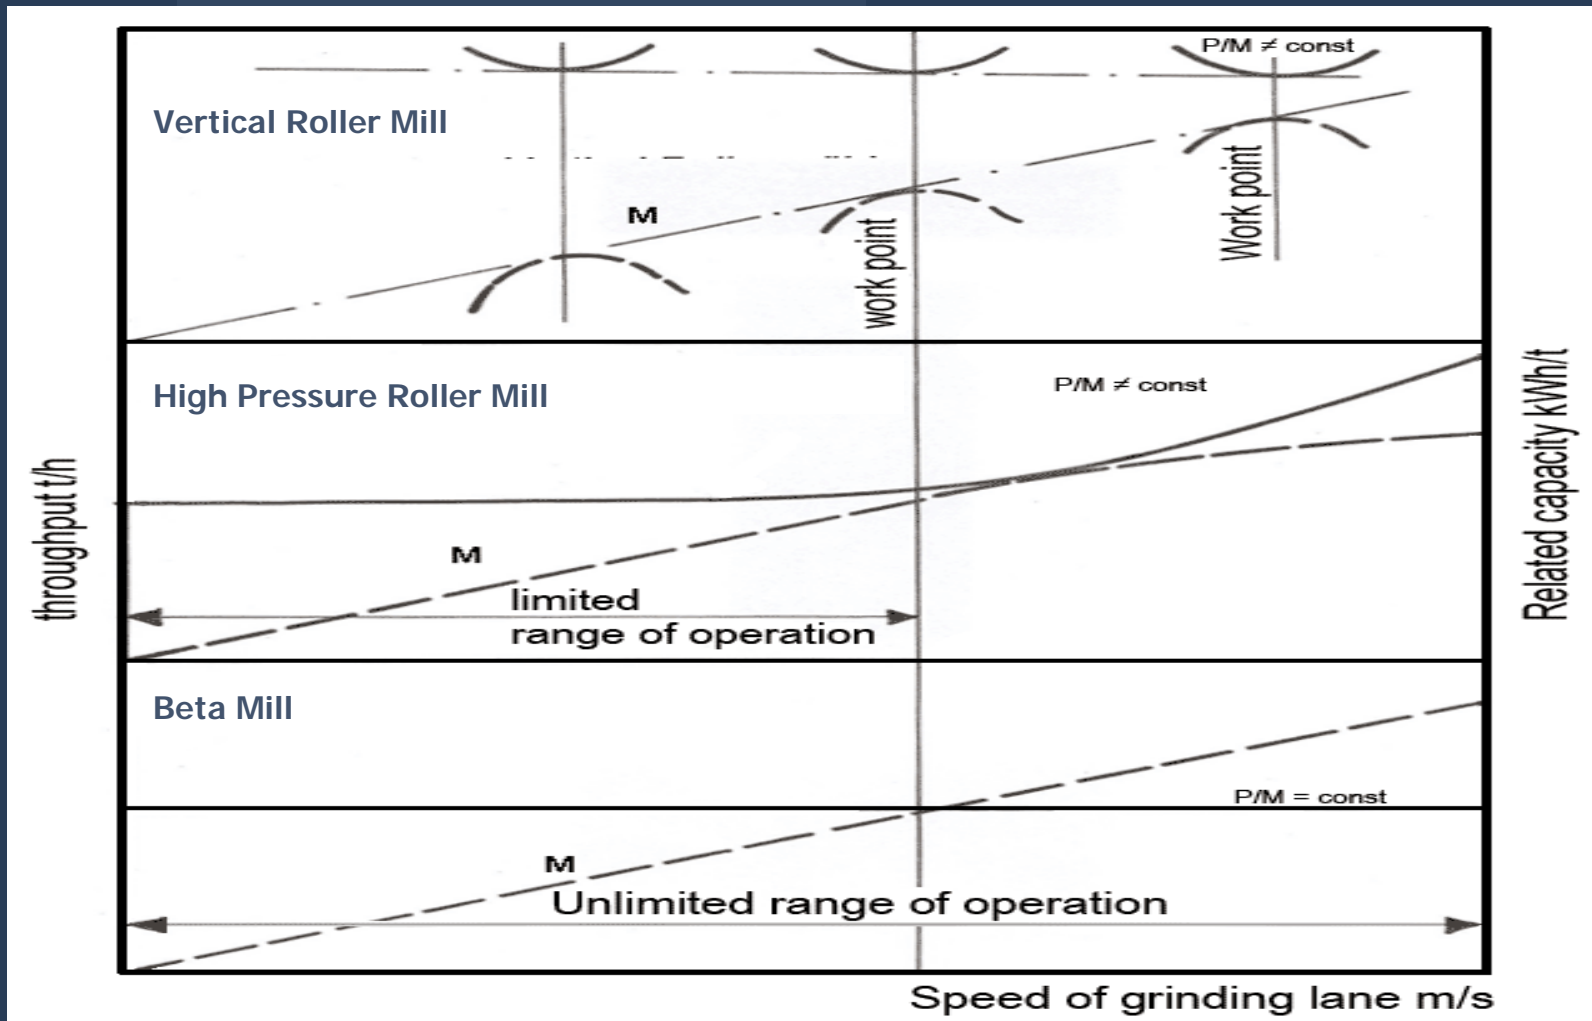 P/M ≠ const
Vertical Roller Mill
M
work point
Work point
High Pressure Roller Mill
P/M ≠ const
throughput t/h
Related capacity kWh/t
M
limited
range of operation
Beta Mill
P/M = const
M
Unlimited range of operation
Speed of grinding lane m/s